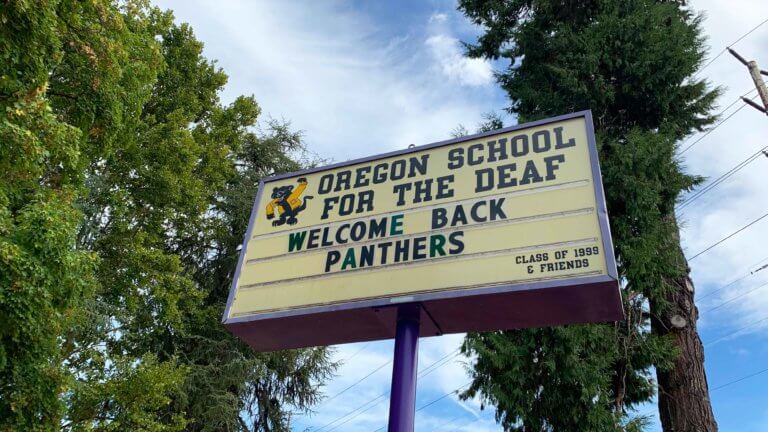 OREGON SCHOOL
FOR THE DEAF
WELCOME BACK
PANTHERS
CLASS OF 1999
& FRIENDS